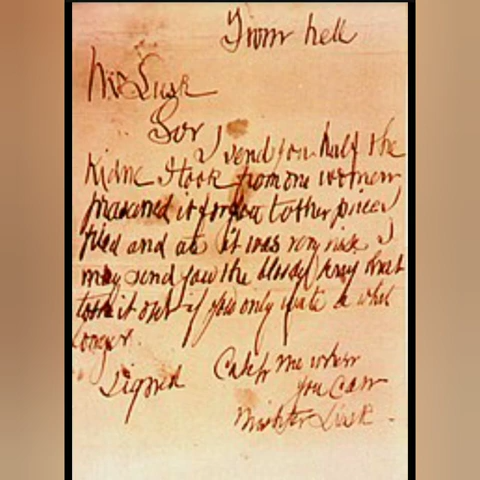 From hell
Mr Lusk
Sor
I send you half the
Kidne I took from one women
prasarved it for you tother piece I
fried and ate it was very nise I
may send you the bloody knif that
took it out if you only wate a whil
longer.
signed
Catch me when
you can
Mishter Lusk.